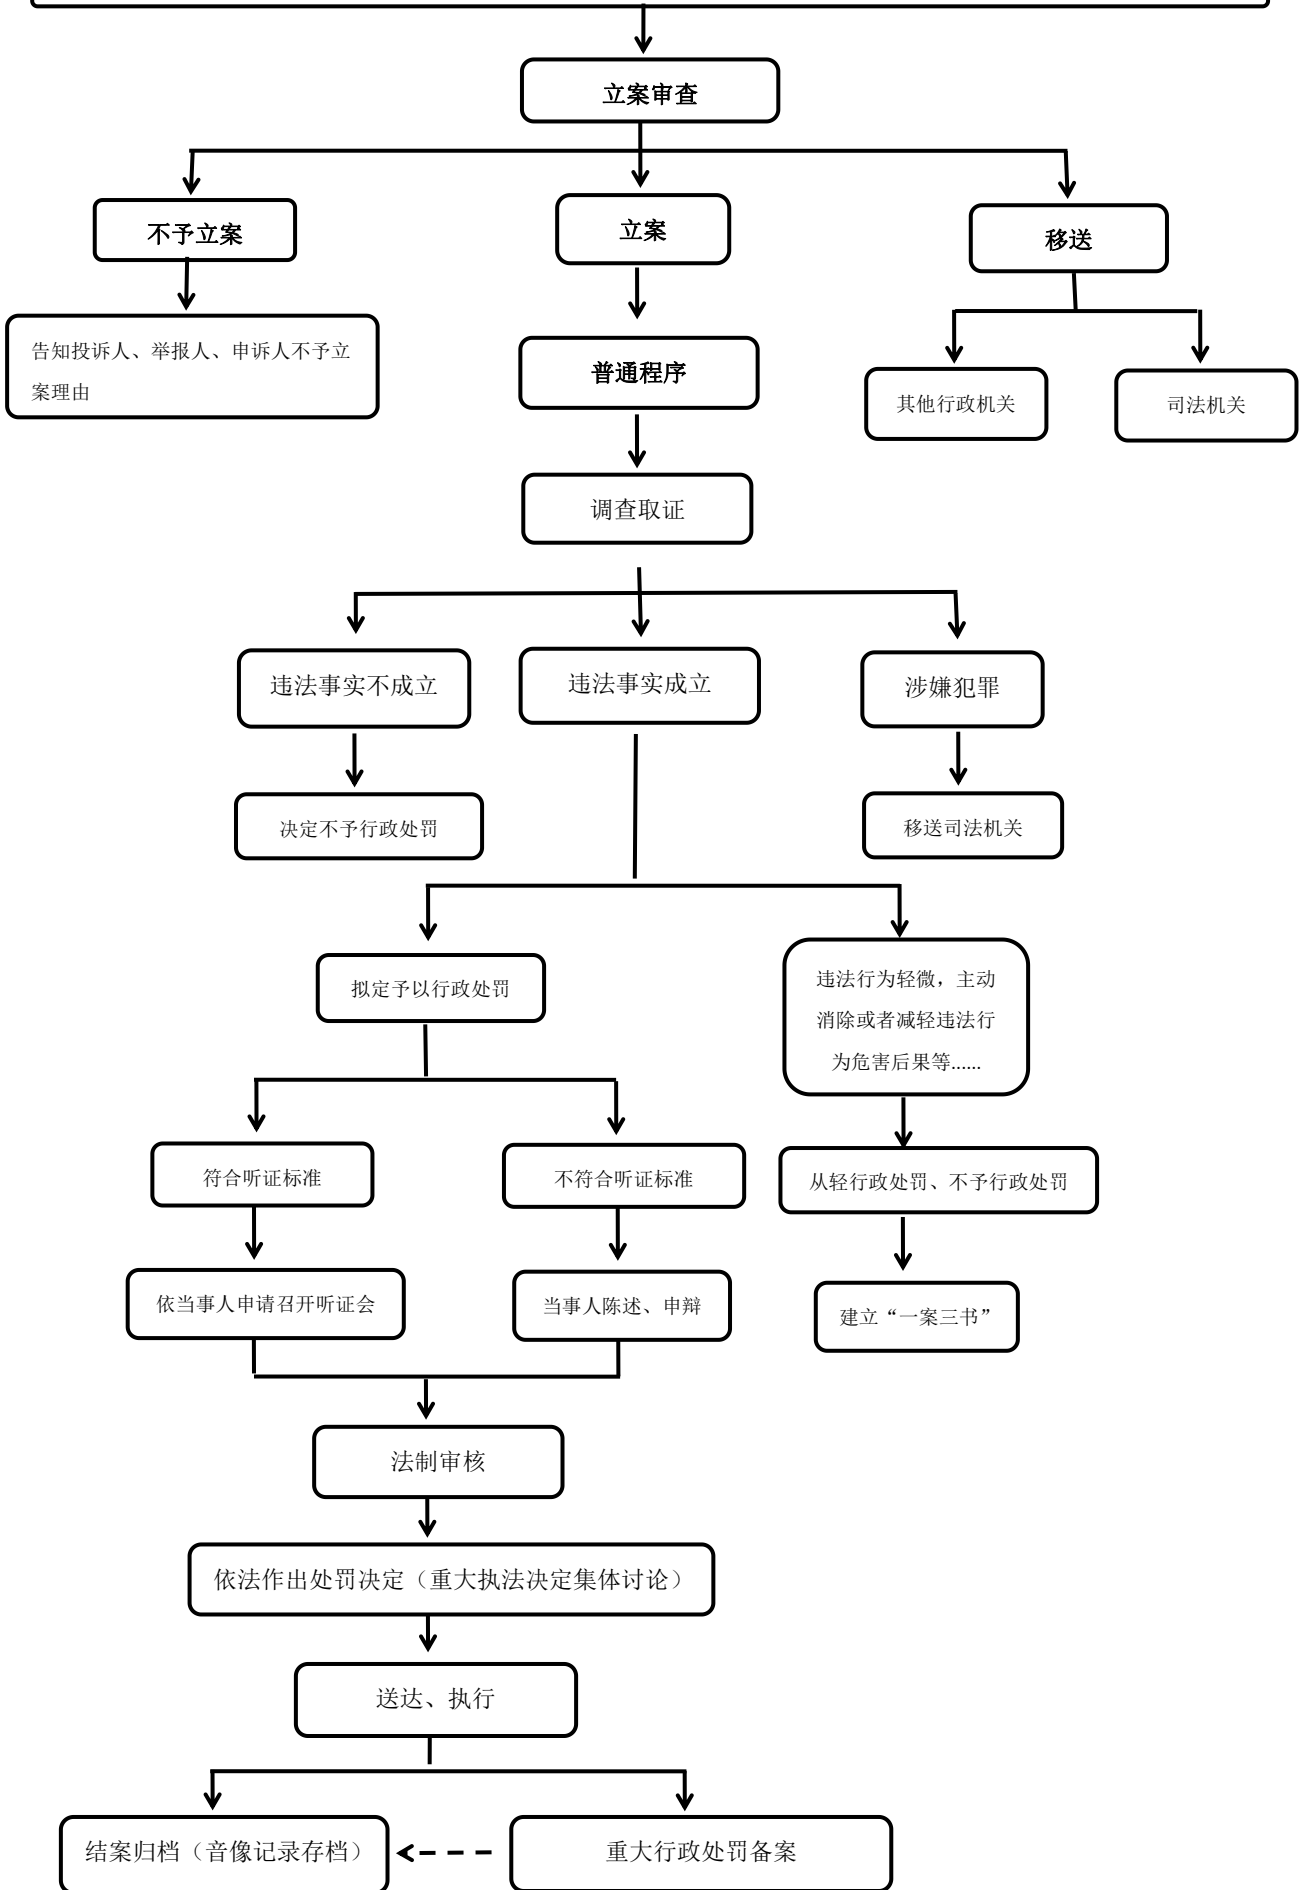 立案审查
不予立案
立案
移送
告知投诉人、举报人、申诉人不予立
案理由
普通程序
其他行政机关
司法机关
调查取证
违法事实不成立
违法事实成立
涉嫌犯罪
决定不予行政处罚
移送司法机关
拟定予以行政处罚
违法行为轻微，主动
消除或者减轻违法行
为危害后果等......
符合听证标准
不符合听证标准
从轻行政处罚、不予行政处罚
依当事人申请召开听证会
当事人陈述、申辩
建立“一案三书”
法制审核
依法作出处罚决定（重大执法决定集体讨论）
送达、执行
结案归档（音像记录存档）
重大行政处罚备案